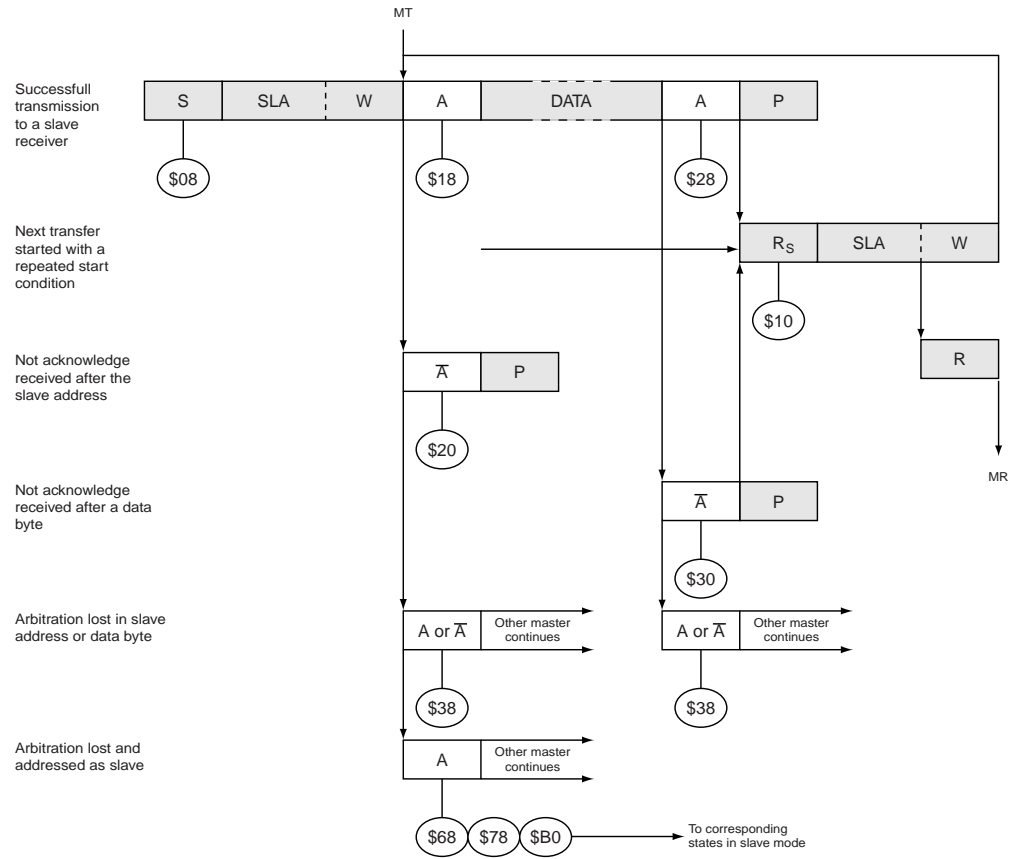 MT
Successfull
transmission
to a slave
receiver
S SLA W A DATA A P
$08 $18 $28
Next transfer
started with a
repeated start
condition
RS SLA W
$10
Not acknowledge
received after the
slave address
A̅ P
R
$20
MR
Not acknowledge
received after a data
byte
A̅ P
$30
Arbitration lost in slave
address or data byte
A or A̅
Other master
continues
A or A̅
Other master
continues
$38 $38
Arbitration lost and
addressed as slave
A
Other master
continues
$68 $78 $B0
To corresponding
states in slave mode